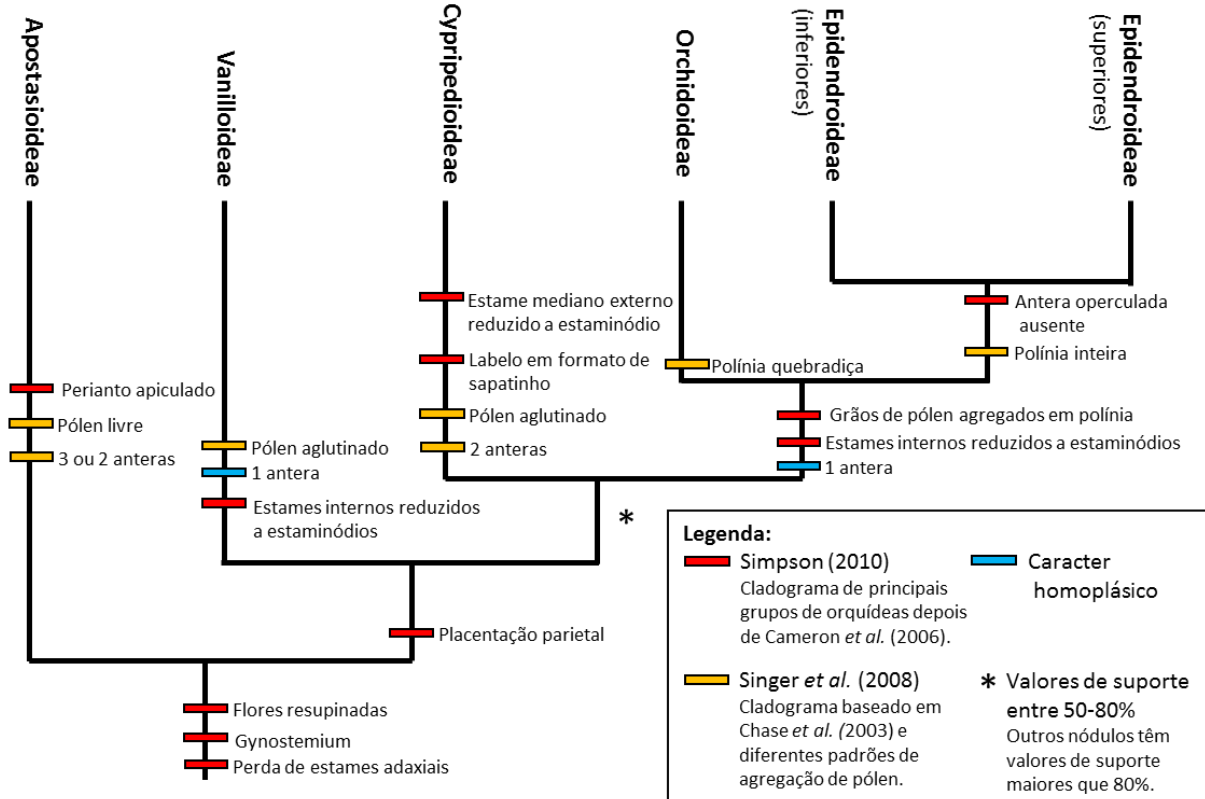 Apostasioideae
Vanilloideae
Cypripedioideae
Orchidoideae
Epidendroideae
(inferiores)
Epidendroideae
(superiores)
Estame mediano externo
reduzido a estaminódio
Labelo em formato de
sapatinho
Pólen aglutinado
2 anteras
Antera operculada
ausente
Polínia inteira
Polínia quebradiça
Perianto apiculado
Pólen livre
3 ou 2 anteras
Pólen aglutinado
1 antera
Estames internos reduzidos
a estaminódios
Grãos de pólen agregados em polínia
Estames internos reduzidos a estaminódios
1 antera
*
Placentação parietal
Flores resupinadas
Gynostemium
Perda de estames adaxiais
Legenda:
Simpson (2010)
Cladograma de principais
grupos de orquídeas depois
de Cameron et al. (2006).
Caracter
homoplásico
Singer et al. (2008)
Cladograma baseado em
Chase et al. (2003) e
diferentes padrões de
agregação de pólen.
* Valores de suporte
entre 50-80%
Outros nódulos têm
valores de suporte
maiores que 80%.